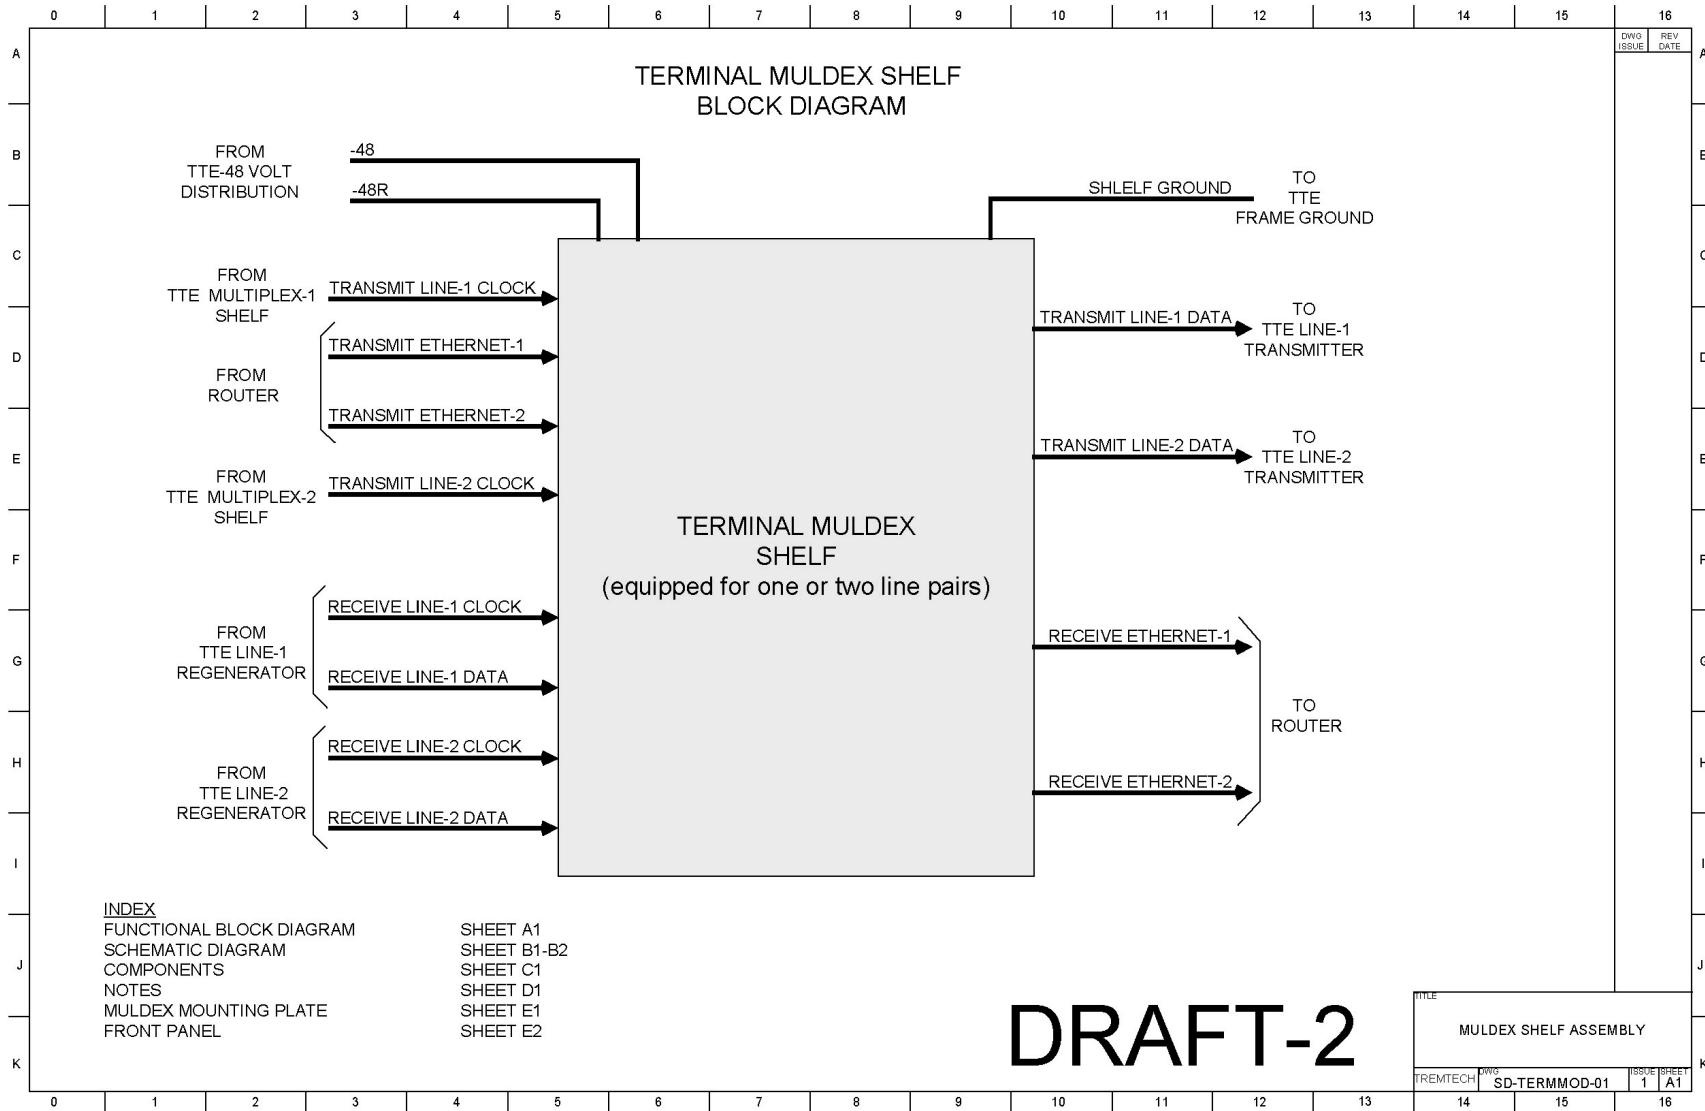 0 1 2 3 4 5 6 7 8 9 10 11 12 13 14 15 16
DWG ISSUE
REV DATE
A
B
C
D
E
F
G
H
I
J
K
TERMINAL MULDEX SHELF
BLOCK DIAGRAM
FROM
TTE-48 VOLT
DISTRIBUTION
-48
-48R
SHLELF GROUND
TO
TTE
FRAME GROUND
FROM
TTE MULTIPLEX-1
SHELF
TRANSMIT LINE-1 CLOCK
FROM
ROUTER
TRANSMIT ETHERNET-1
TRANSMIT ETHERNET-2
FROM
TTE MULTIPLEX-2
SHELF
TRANSMIT LINE-2 CLOCK
FROM
TTE LINE-1
REGENERATOR
RECEIVE LINE-1 CLOCK
RECEIVE LINE-1 DATA
FROM
TTE LINE-2
REGENERATOR
RECEIVE LINE-2 CLOCK
RECEIVE LINE-2 DATA
TERMINAL MULDEX
SHELF
(equipped for one or two line pairs)
TRANSMIT LINE-1 DATA
TO
TTE LINE-1
TRANSMITTER
TRANSMIT LINE-2 DATA
TO
TTE LINE-2
TRANSMITTER
RECEIVE ETHERNET-1
RECEIVE ETHERNET-2
TO
ROUTER
INDEX
FUNCTIONAL BLOCK DIAGRAM SHEET A1
SCHEMATIC DIAGRAM SHEET B1-B2
COMPONENTS SHEET C1
NOTES SHEET D1
MULDEX MOUNTING PLATE SHEET E1
FRONT PANEL SHEET E2
DRAFT-2
TITLE
MULDEX SHELF ASSEMBLY
TREMTECH
DWG
SD-TERMMOD-01
ISSUE
1
SHEET
A1
A
B
C
D
E
F
G
H
I
J
K
0 1 2 3 4 5 6 7 8 9 10 11 12 13 14 15 16